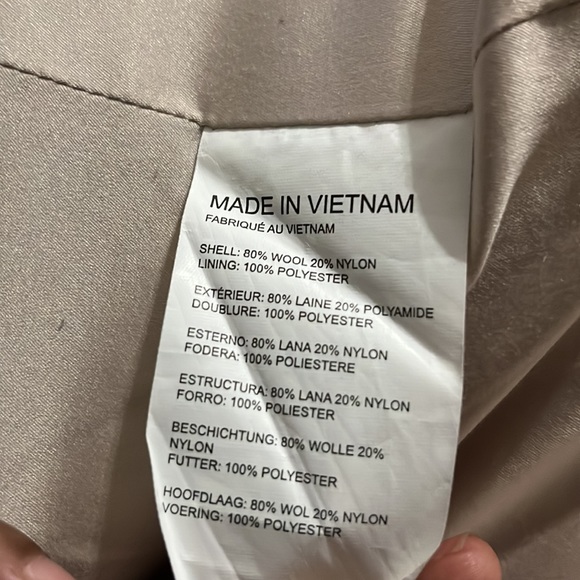 MADE IN VIETNAM
FABRIQUÉ AU VIETNAM
SHELL: 80% WOOL 20% NYLON
LINING: 100% POLYESTER
EXTÉRIEUR: 80% LAINE 20% POLYAMIDE
DOUBLURE: 100% POLYESTER
ESTERNO: 80% LANA 20% NYLON
FODERA: 100% POLIESTERE
ESTRUCTURA: 80% LANA 20% NYLON
FORRO: 100% POLIESTER
BESCHICHTUNG: 80% WOLLE 20%
NYLON
FUTTER: 100% POLYESTER
HOOFDLAAG: 80% WOL 20% NYLON
VOERING: 100% POLYESTER